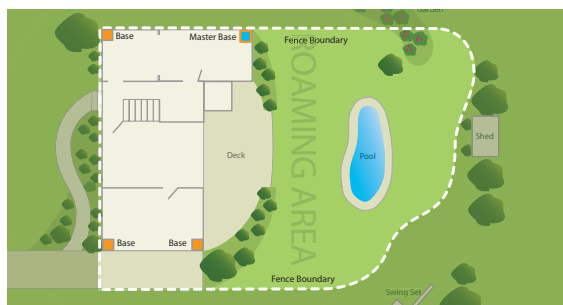 Garden
Base
Master Base
Fence Boundary
ROAMING AREA
Deck
Pool
Shed
Base
Base
Fence Boundary
Swing Set